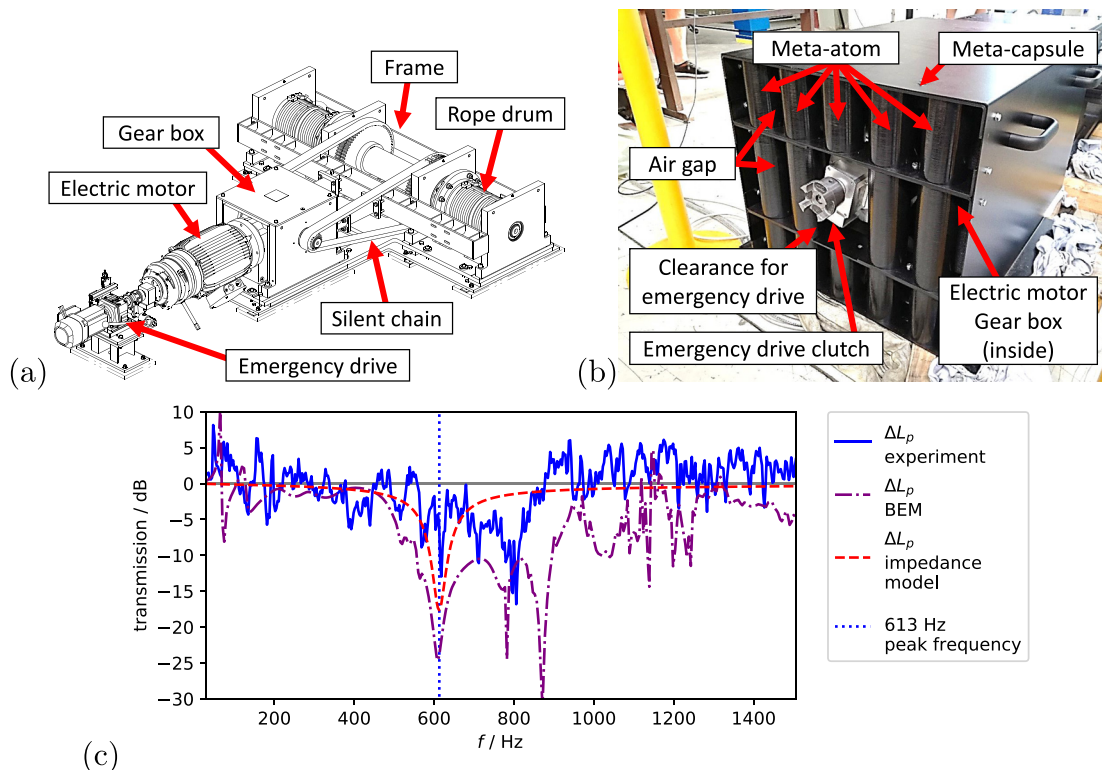 Frame
Rope drum
Gear box
Electric motor
Silent chain
Emergency drive
(a)
Meta-atom
Meta-capsule
Air gap
Clearance for
emergency drive
Emergency drive clutch
Electric motor
Gear box
(inside)
(b)
transmission / dB
10
5
0
−5
−10
−15
−20
−25
−30
200
400
600
800
1000
1200
1400
f / Hz
ΔLp
experiment
ΔLp
BEM
ΔLp
impedance
model
613 Hz
peak frequency
(c)